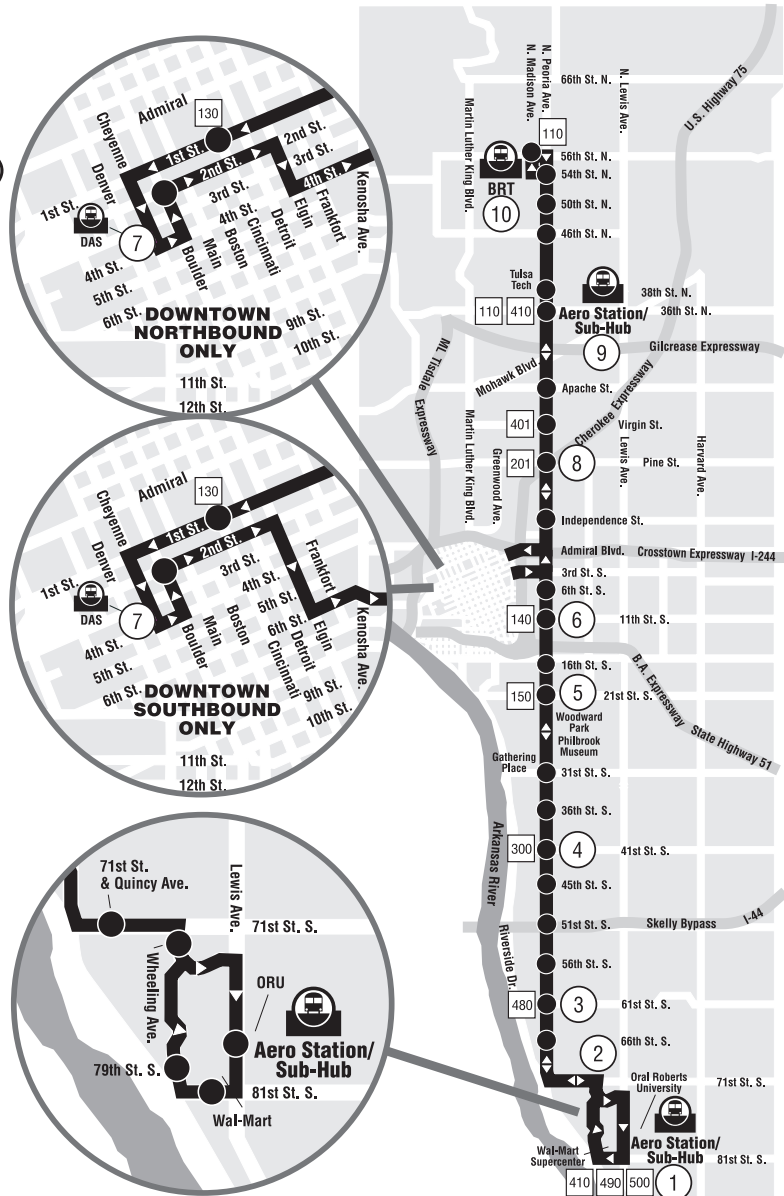 Cheyenne
Denver
Admiral
130
1st St.
2nd St.
2nd St.
3rd St.
4th St.
Kenosha Ave.
1st St.
DAS
7
3rd St.
4th St.
Frankfort
Elgin
Detroit
Cincinnati
Boston
Main
Boulder
4th St.
5th St.
6th St.
DOWNTOWN
NORTHBOUND
ONLY
9th St.
10th St.
11th St.
12th St.
Cheyenne
Denver
Admiral
130
1st St.
2nd St.
3rd St.
4th St.
5th St.
6th St.
Frankfort
Elgin
Kenosha Ave.
1st St.
DAS
7
Boulder
Main
Boston
Cincinnati
Detroit
4th St.
5th St.
6th St.
DOWNTOWN
SOUTHBOUND
ONLY
9th St.
10th St.
11th St.
12th St.
71st St.
& Quincy Ave.
Lewis Ave.
71st St. S.
Wheeling Ave.
ORU
Aero Station/
Sub-Hub
79th St. S.
81st St. S.
Wal-Mart
N. Madison Ave.
N. Peoria Ave.
N. Lewis Ave.
66th St. N.
U.S. Highway 75
Martin Luther King Blvd.
110
BRT
10
56th St. N.
54th St. N.
50th St. N.
46th St. N.
Tulsa
Tech
38th St. N.
110
410
Aero Station/
Sub-Hub
36th St. N.
9
Gilcrease Expressway
ML Tisdale
Expressway
Mohawk Blvd.
Apache St.
Cherokee Expressway
Martin Luther King Blvd.
Greenwood Ave.
401
Virgin St.
Lewis Ave.
Harvard Ave.
201
8
Pine St.
Independence St.
Admiral Blvd.
Crosstown Expressway I-244
3rd St. S.
6th St. S.
140
6
11th St. S.
16th St. S.
B.A. Expressway
State Highway 51
150
5
21st St. S.
Woodward
Park
Philbrook
Museum
Gathering
Place
31st St. S.
36th St. S.
Arkansas River
300
4
41st St. S.
45th St. S.
51st St. S.
Skelly Bypass
I-44
56th St. S.
Riverside Dr.
480
3
61st St. S.
66th St. S.
2
71st St. S.
Oral Roberts
University
Aero Station/
Sub-Hub
Wal-Mart
Supercenter
81st St. S.
410
490
500
1